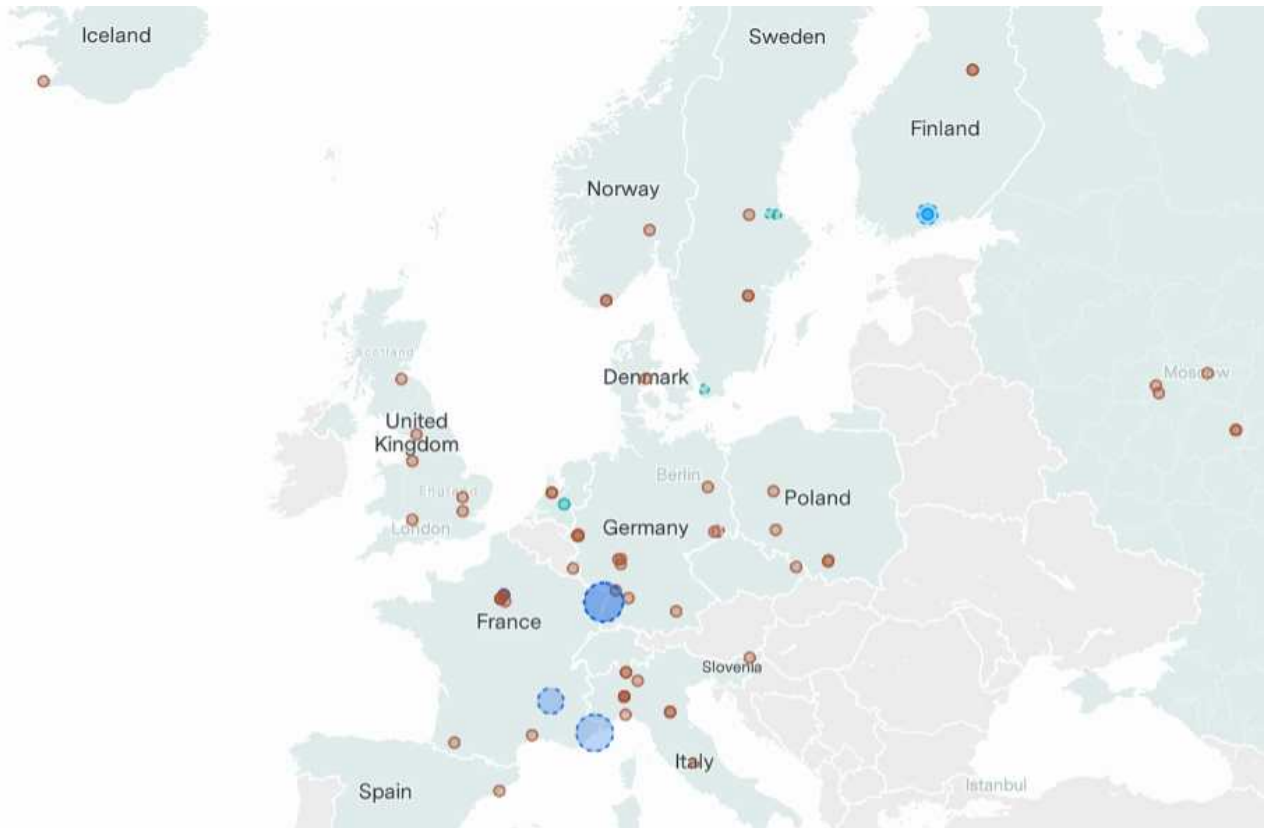 Iceland
Sweden
Finland
Norway
Scotland
Denmark
Moscow
United
Kingdom
Berlin
England
Poland
London
Germany
France
Slovenia
Italy
Spain
Istanbul